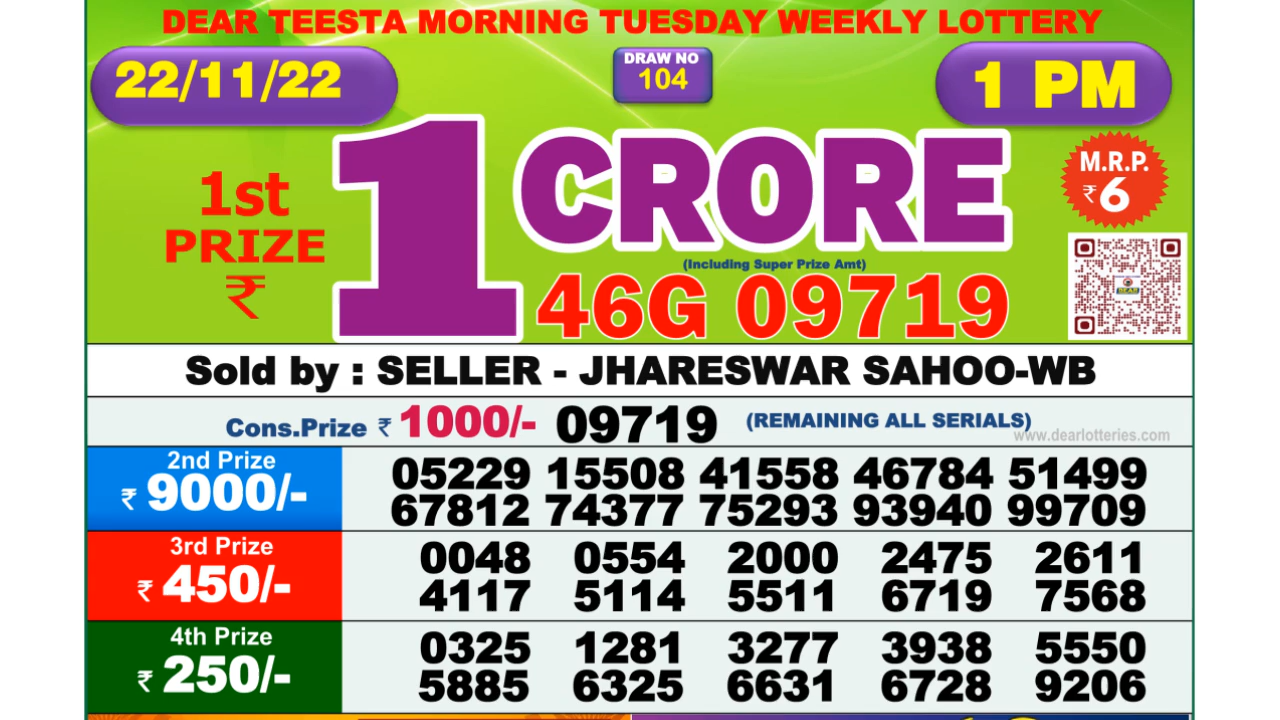 DEAR TEESTA MORNING TUESDAY WEEKLY LOTTERY
22/11/22
DRAW NO
104
1 PM
1st
PRIZE
₹
1 CRORE
(Including Super Prize Amt)
46G 09719
M.R.P.
₹ 6
Sold by : SELLER - JHARESWAR SAHOO-WB
Cons.Prize ₹ 1000/- 09719 (REMAINING ALL SERIALS)
www.dearlotteries.com
2nd Prize
₹ 9000/-
05229 15508 41558 46784 51499
67812 74377 75293 93940 99709
3rd Prize
₹ 450/-
0048 0554 2000 2475 2611
4117 5114 5511 6719 7568
4th Prize
₹ 250/-
0325 1281 3277 3938 5550
5885 6325 6631 6728 9206